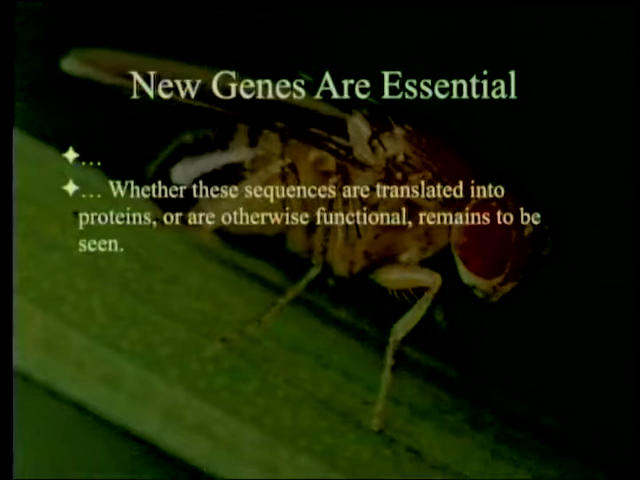 New Genes Are Essential
...
... Whether these sequences are translated into
proteins, or are otherwise functional, remains to be
seen.